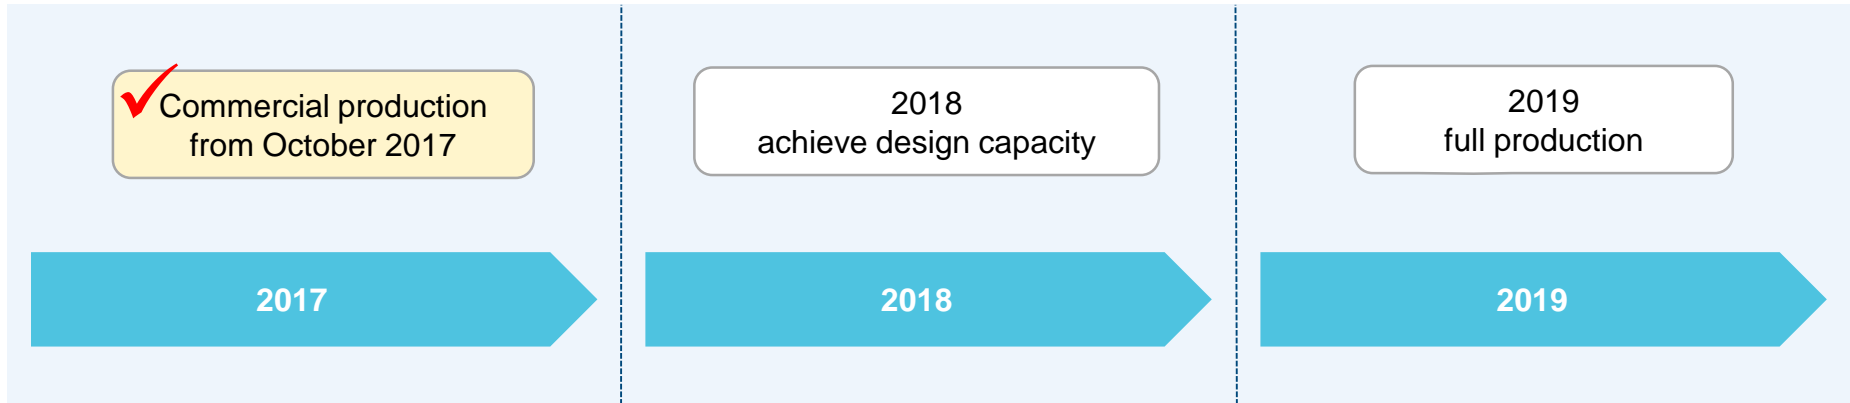 Commercial production
from October 2017
2018
achieve design capacity
2019
full production
2017
2018
2019